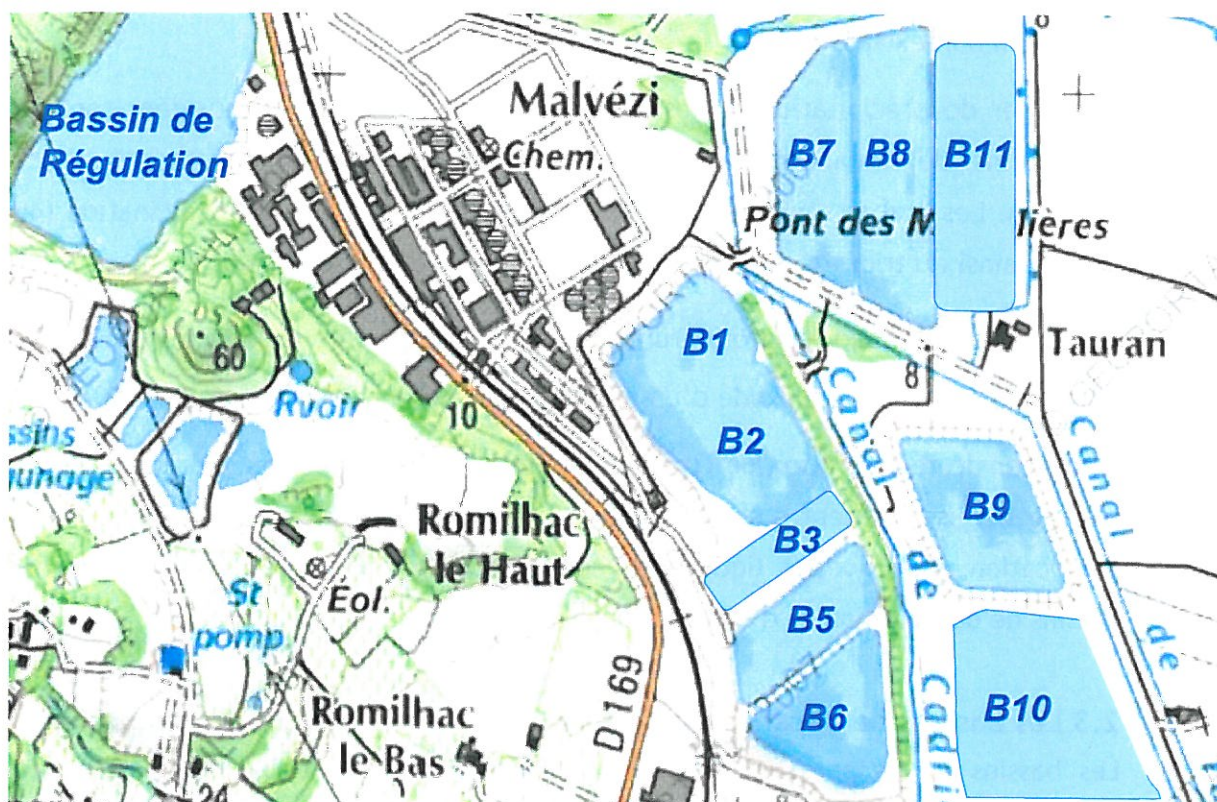 Bassin de
Régulation
Malvézi
Chem.
B7
B8
B11
Pont des M
lières
60
Rvoir
10
B1
8
Tauran
B2
Canal
de
Canal
de
B9
B3
ssins
unage
Romilhac
le Haut
St
pomp.
Éol.
B5
B6
B10
D 169
Romilhac
le Bas